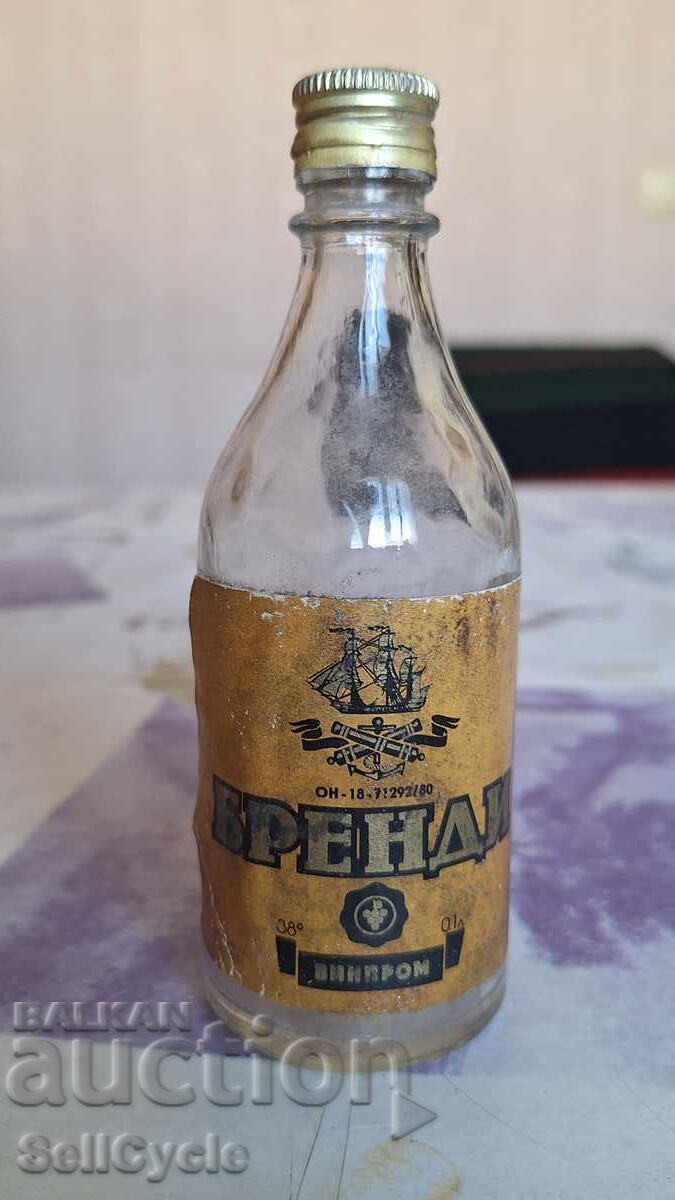 ОН-18-71292/80
БРЕНДИ
38° 0,1л
ВИНПРОМ
BALKAN
auction
SellCycle